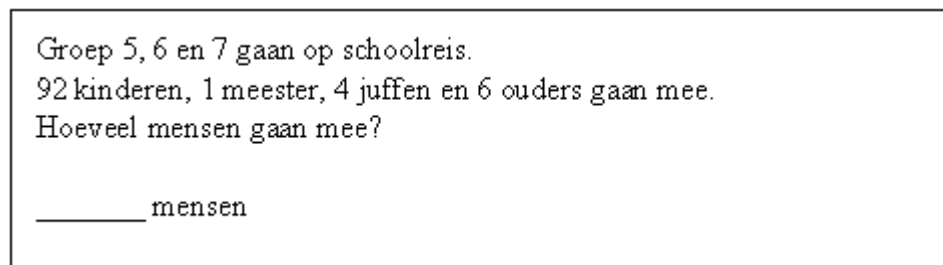 Groep 5, 6 en 7 gaan op schoolreis.
92 kinderen, 1 meester, 4 juffen en 6 ouders gaan mee.
Hoeveel mensen gaan mee?
_______ mensen